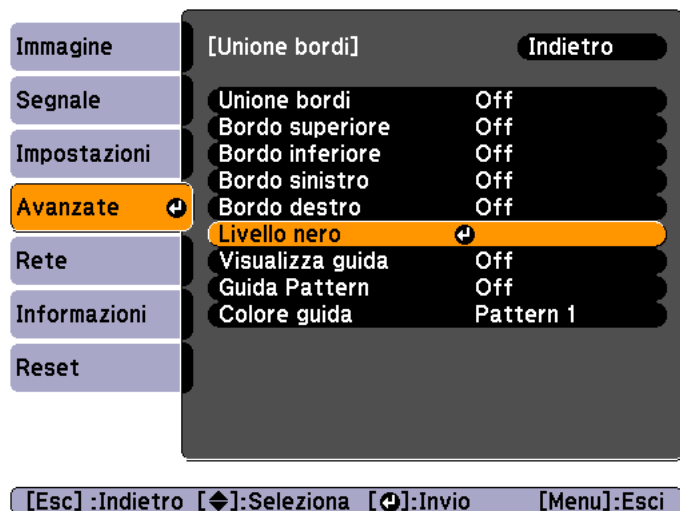 Immagine
Segnale
Impostazioni
Avanzate
Rete
Informazioni
Reset
[Unione bordi] Indietro
Unione bordi Off
Bordo superiore Off
Bordo inferiore Off
Bordo sinistro Off
Bordo destro Off
Livello nero
Visualizza guida Off
Guida Pattern Off
Colore guida Pattern 1
[Esc] :Indietro [◆]:Seleziona [↵]:Invio [Menu]:Esci